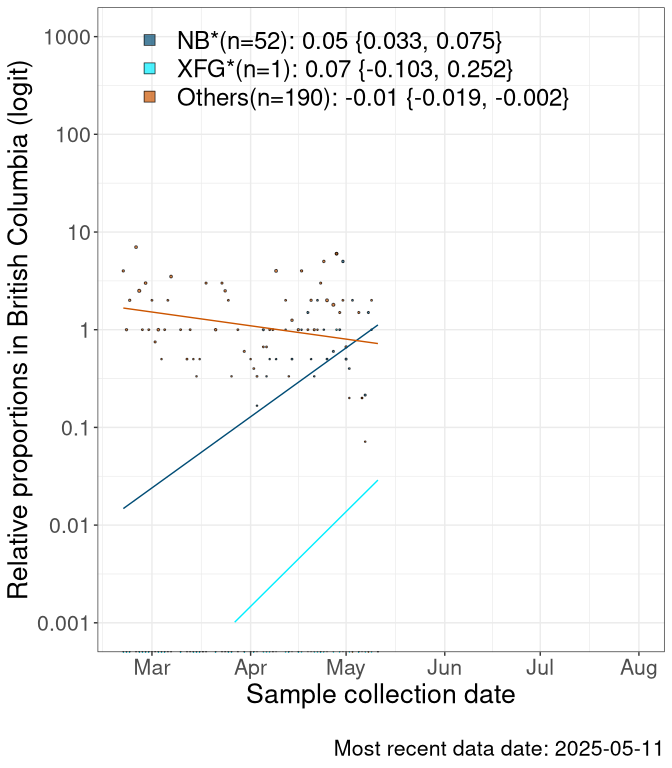 NB*(n=52): 0.05 {0.033, 0.075}
XFG*(n=1): 0.07 {-0.103, 0.252}
Others(n=190): -0.01 {-0.019, -0.002}
1000
100
10
1
0.1
0.01
0.001
Relative proportions in British Columbia (logit)
Mar Apr May Jun Jul Aug
Sample collection date
Most recent data date: 2025-05-11